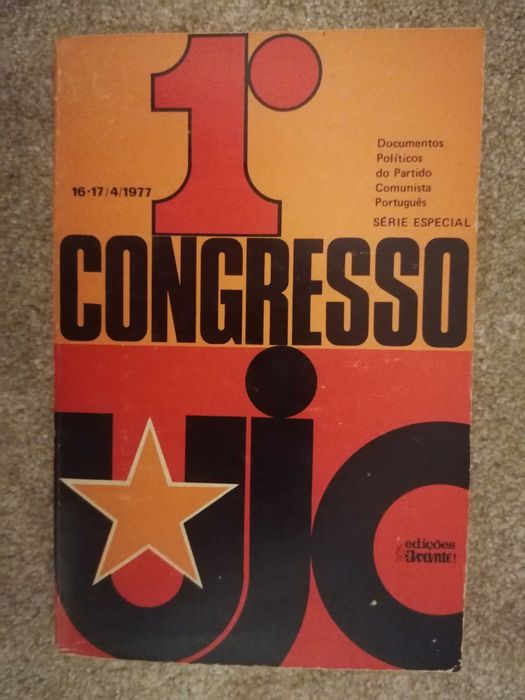 1º
Documentos
Políticos
do Partido
Comunista
Português
SÉRIE ESPECIAL
16-17/4/1977
CONGRESSO
UJC
edições
Avante!